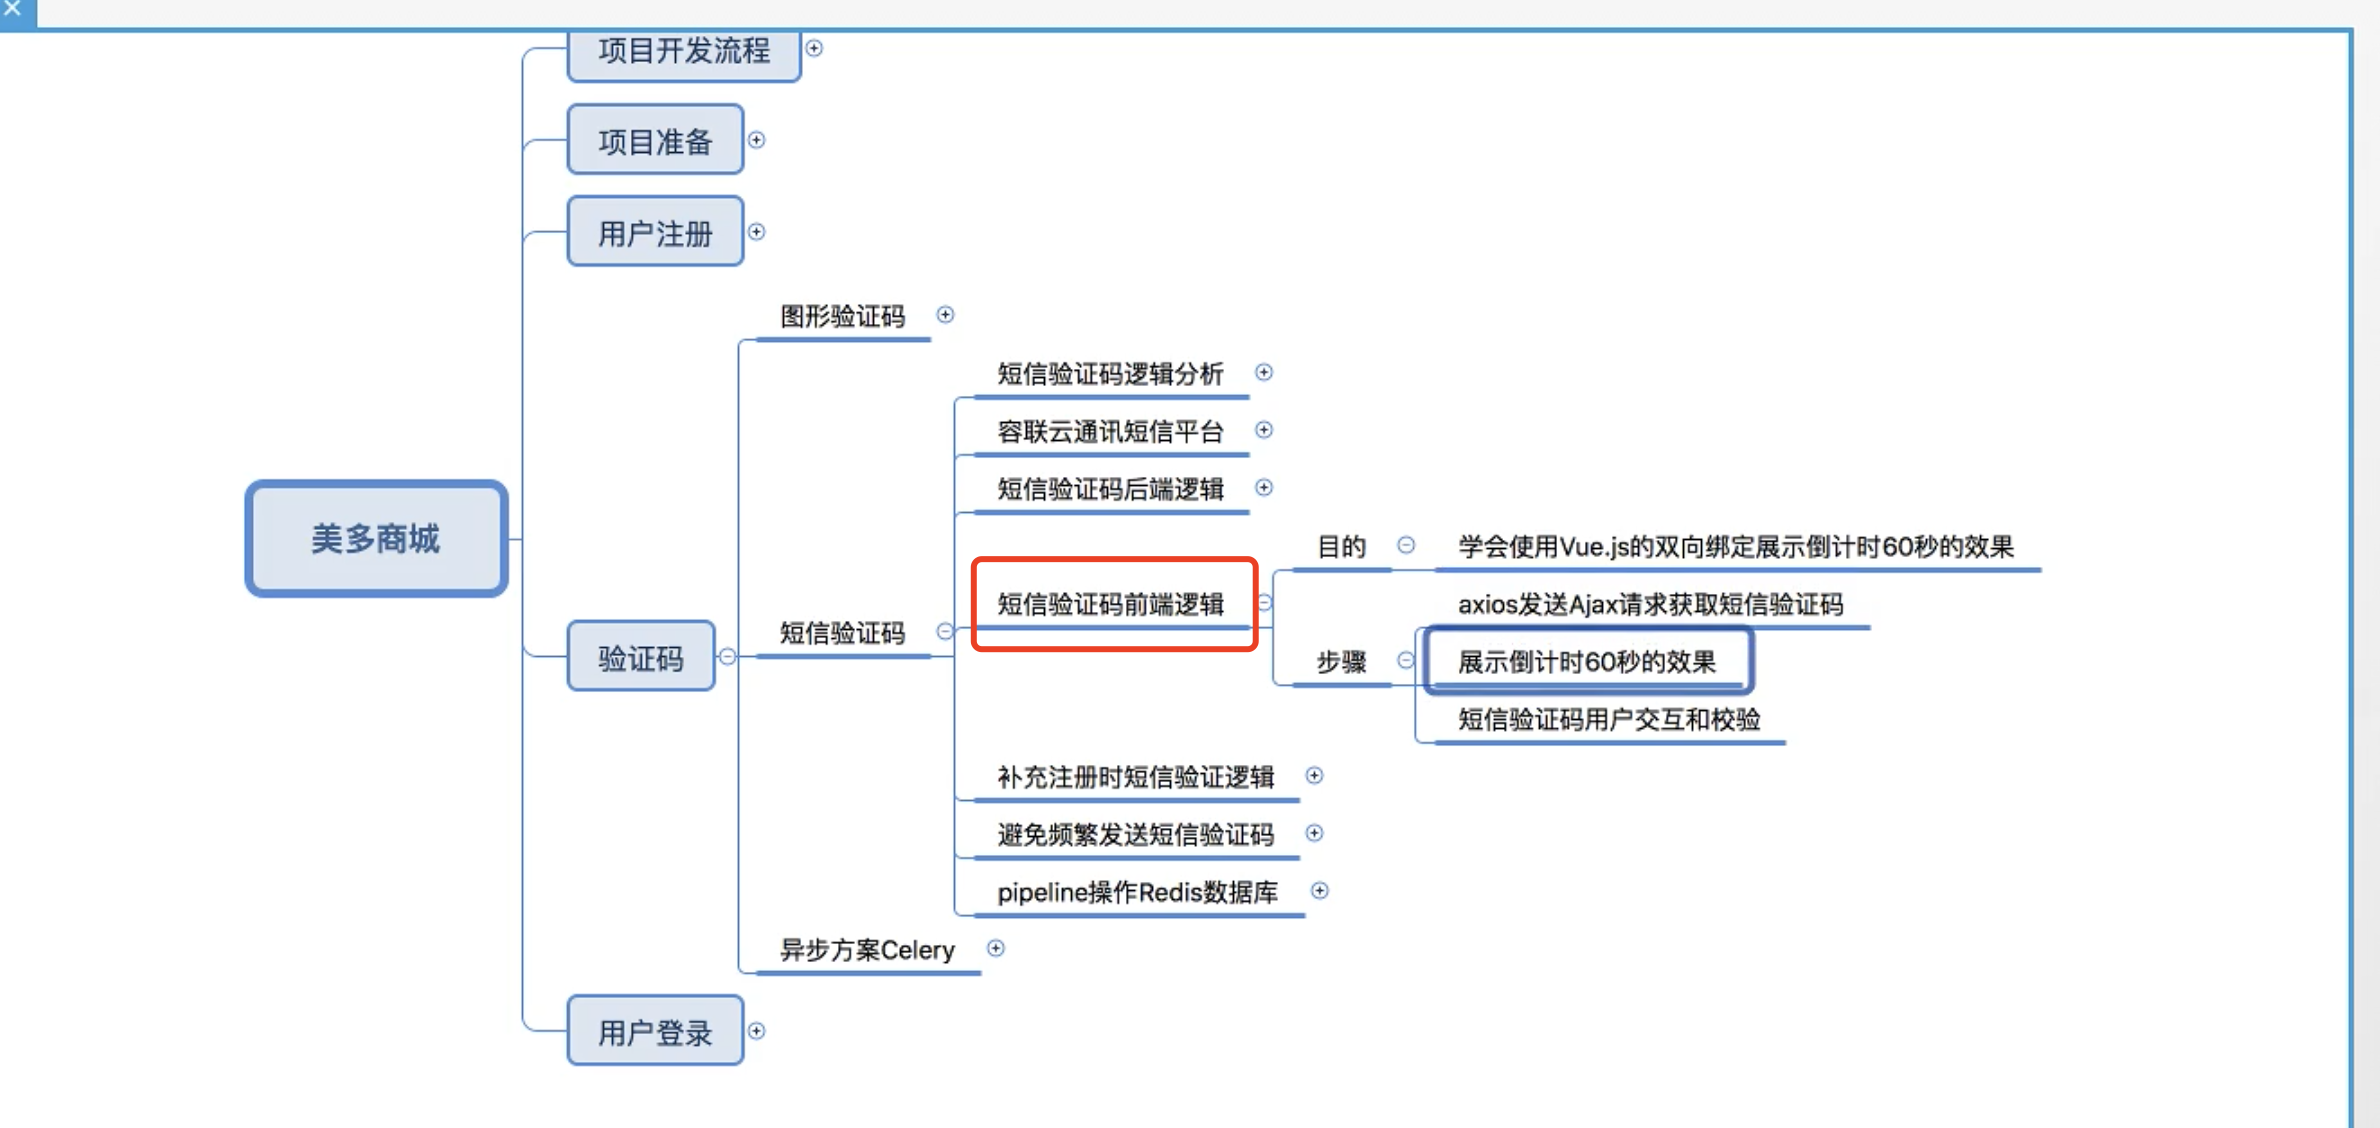 项目开发流程
项目准备
用户注册
图形验证码
短信验证码逻辑分析
容联云通讯短信平台
短信验证码后端逻辑
美多商城
目的
学会使用Vue.js的双向绑定展示倒计时60秒的效果
短信验证码前端逻辑
axios发送Ajax请求获取短信验证码
短信验证码
验证码
步骤
展示倒计时60秒的效果
短信验证码用户交互和校验
补充注册时短信验证逻辑
避免频繁发送短信验证码
pipeline操作Redis数据库
异步方案Celery
用户登录